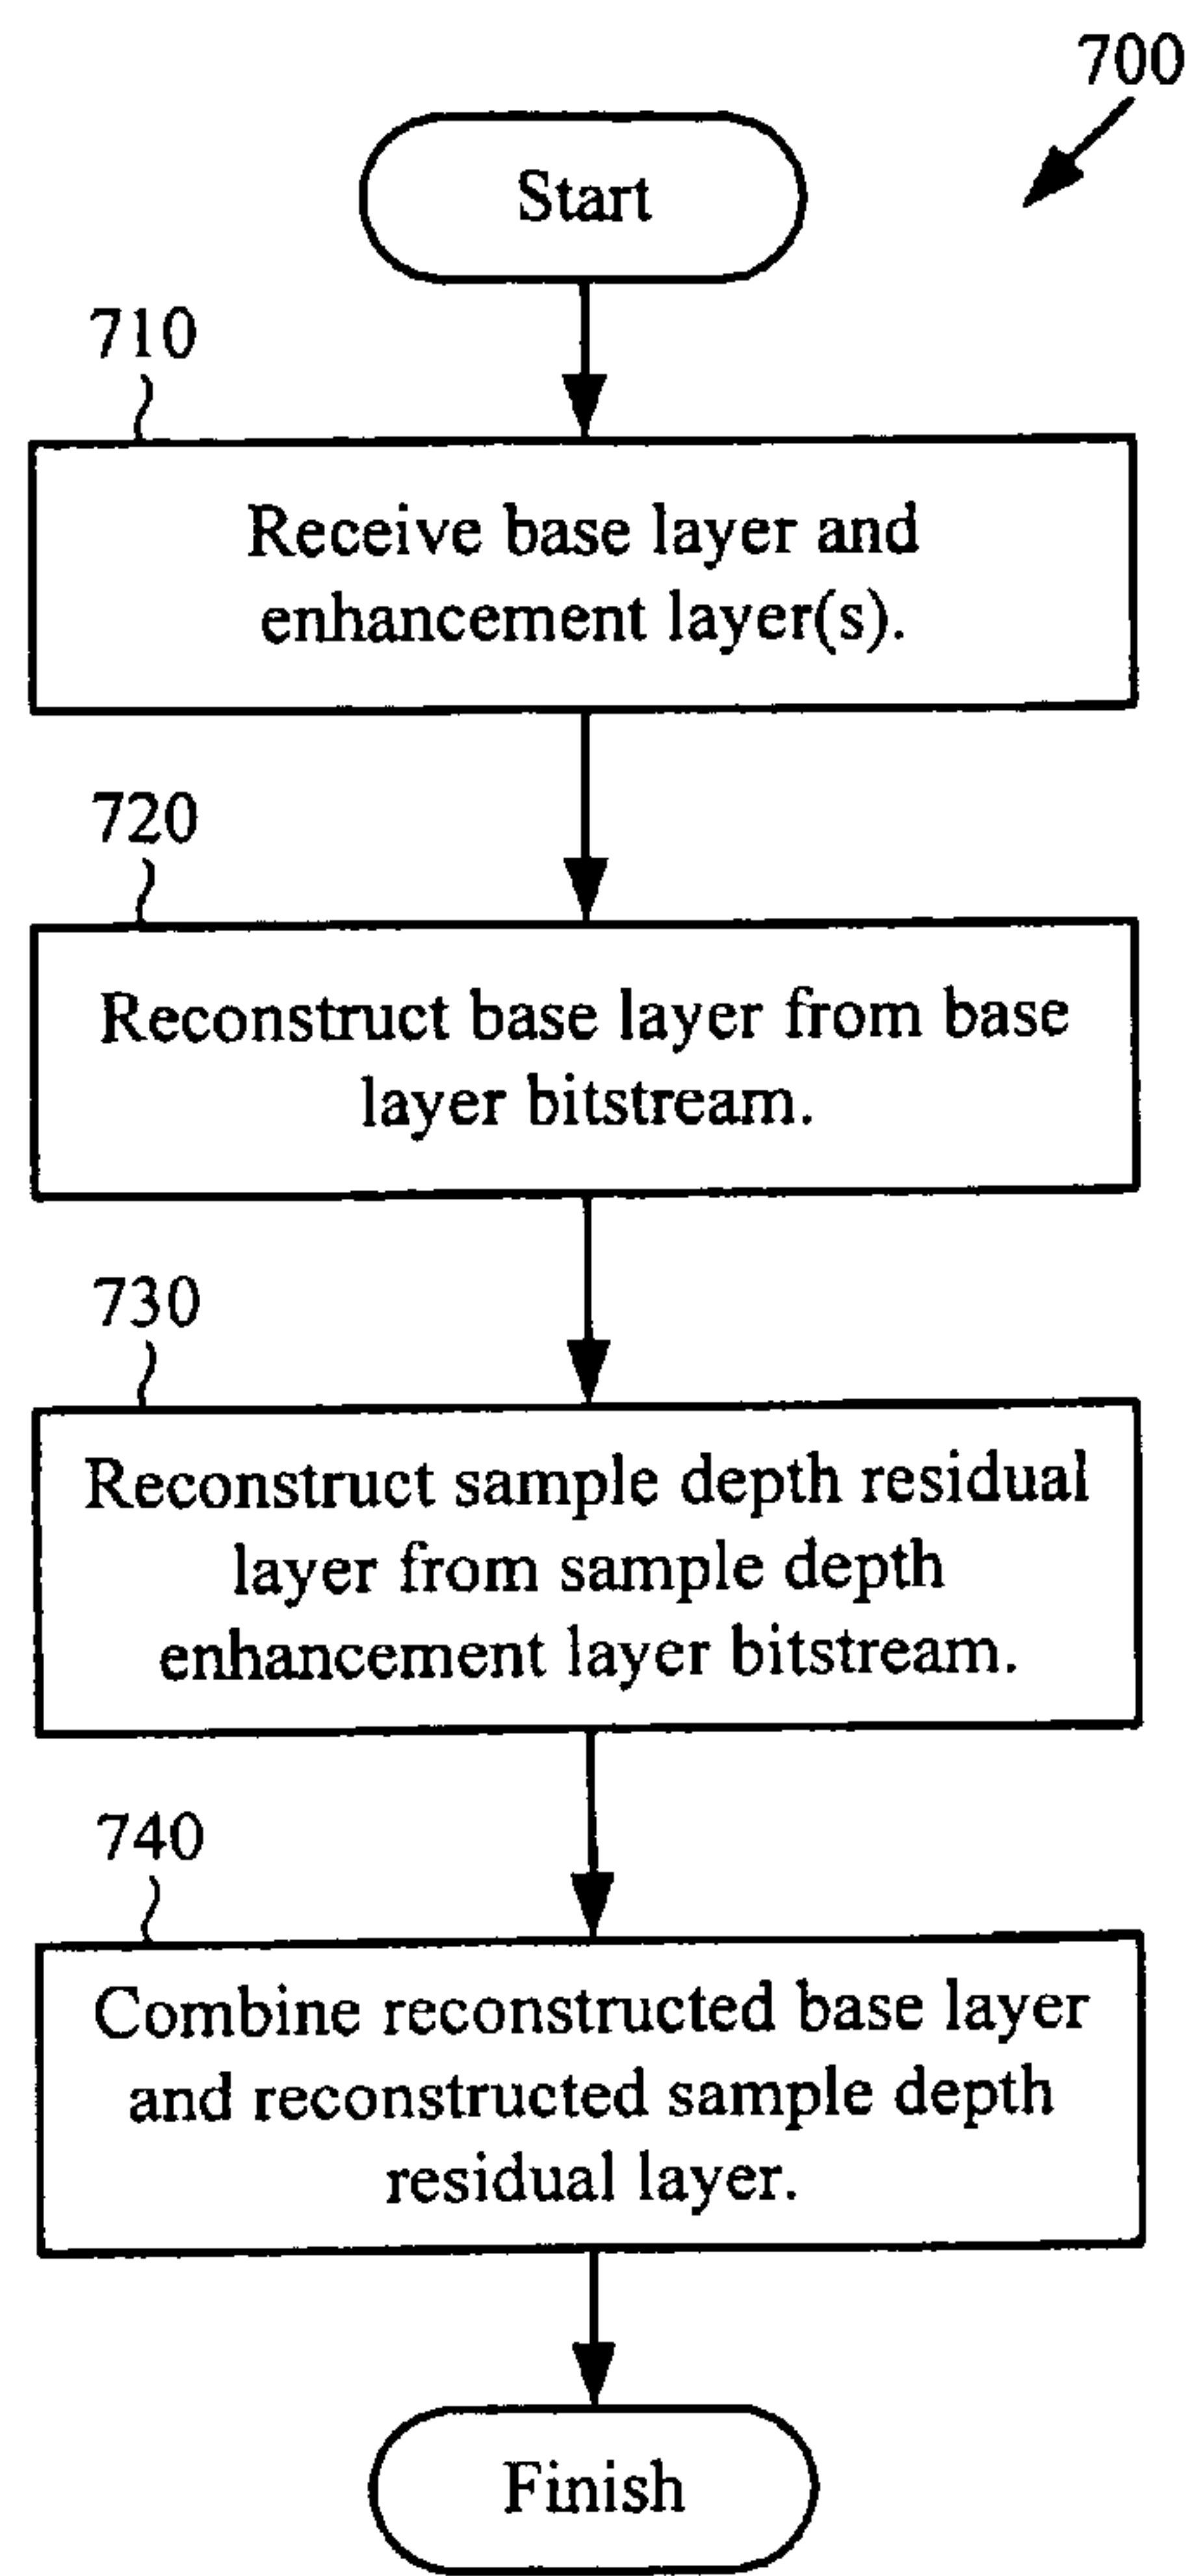 700
Start
710
Receive base layer and
enhancement layer(s).
720
Reconstruct base layer from base
layer bitstream.
730
Reconstruct sample depth residual
layer from sample depth
enhancement layer bitstream.
740
Combine reconstructed base layer
and reconstructed sample depth
residual layer.
Finish